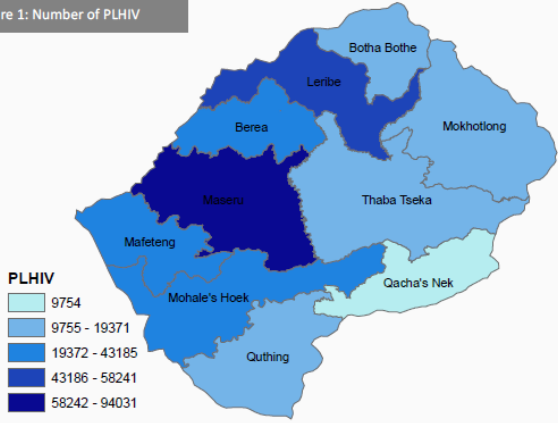 re 1: Number of PLHIV
Botha Bothe
Leribe
Mokhotlong
Berea
Maseru
Thaba Tseka
Mafeteng
Qacha's Nek
Mohale's Hoek
Quthing
PLHIV
9754
9755 - 19371
19372 - 43185
43186 - 58241
58242 - 94031